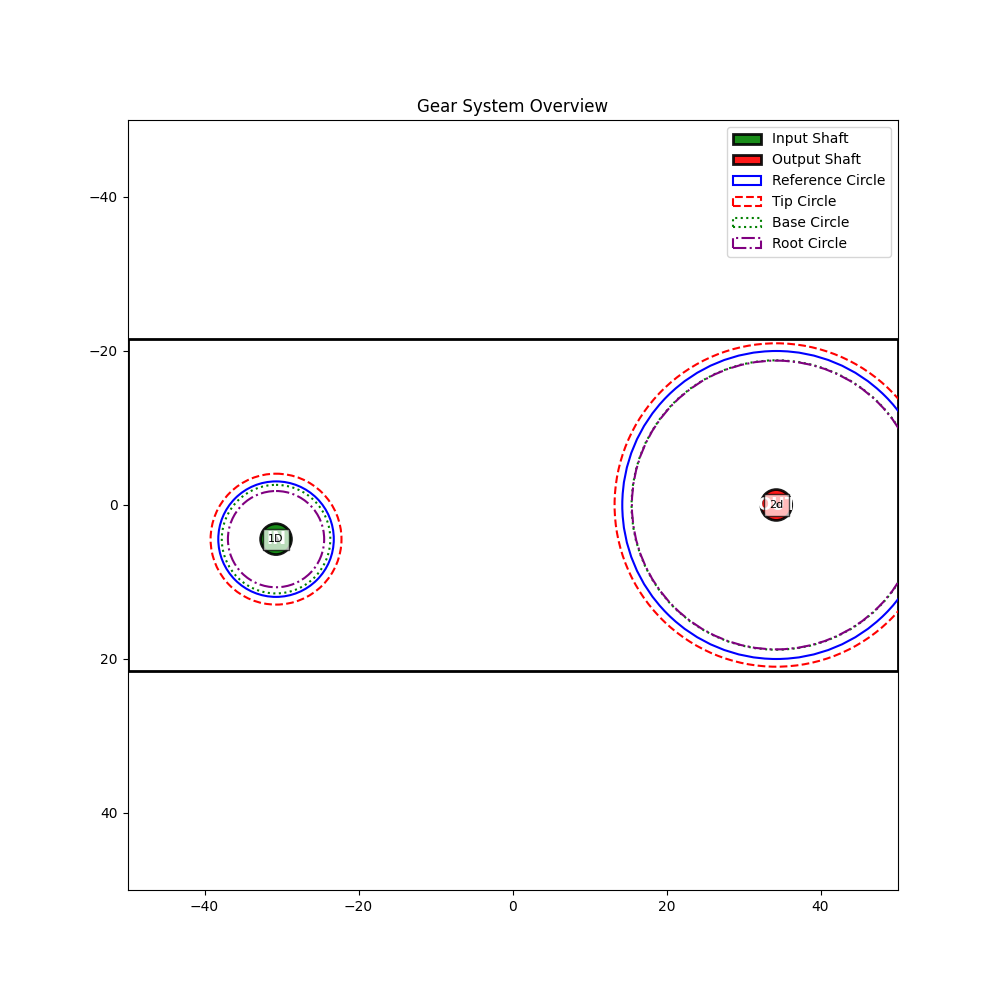 Gear System Overview
Input Shaft
Output Shaft
Reference Circle
Tip Circle
Base Circle
Root Circle
−40
−20
0
20
40
1D
2d
−40
−20
0
20
40